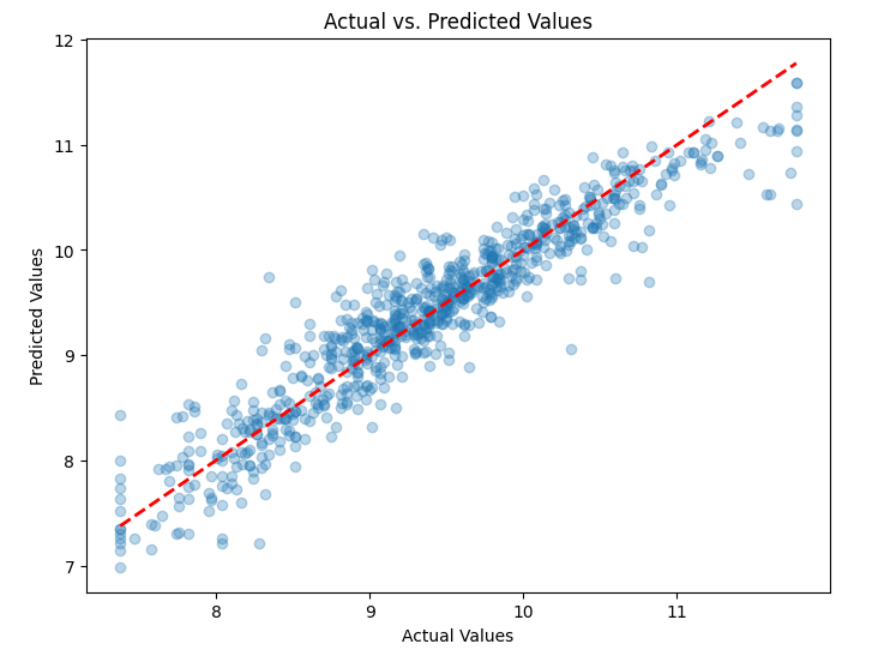 Actual vs. Predicted Values
12
11
10
9
8
7
Predicted Values
8 9 10 11
Actual Values